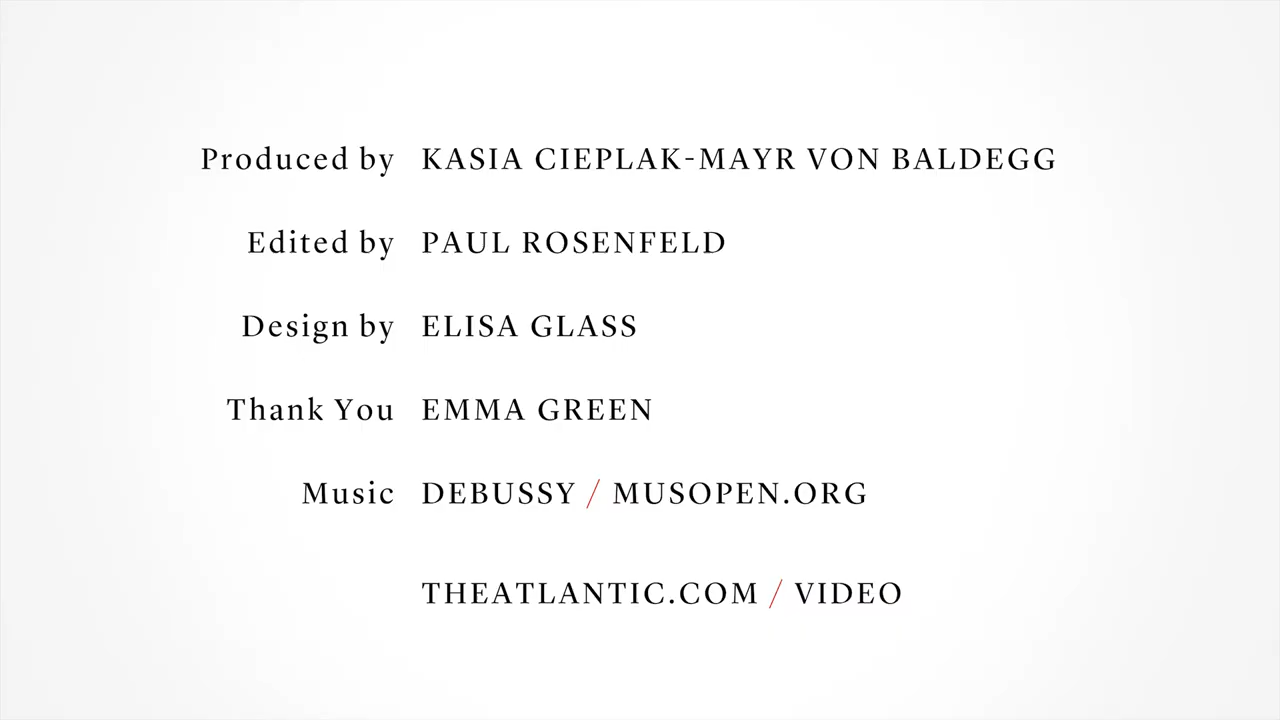 Produced by KASIA CIEPLAK-MAYR VON BALDEGG
Edited by PAUL ROSENFELD
Design by ELISA GLASS
Thank You EMMA GREEN
Music DEBUSSY / MUSOPEN.ORG
THEATLANTIC.COM / VIDEO